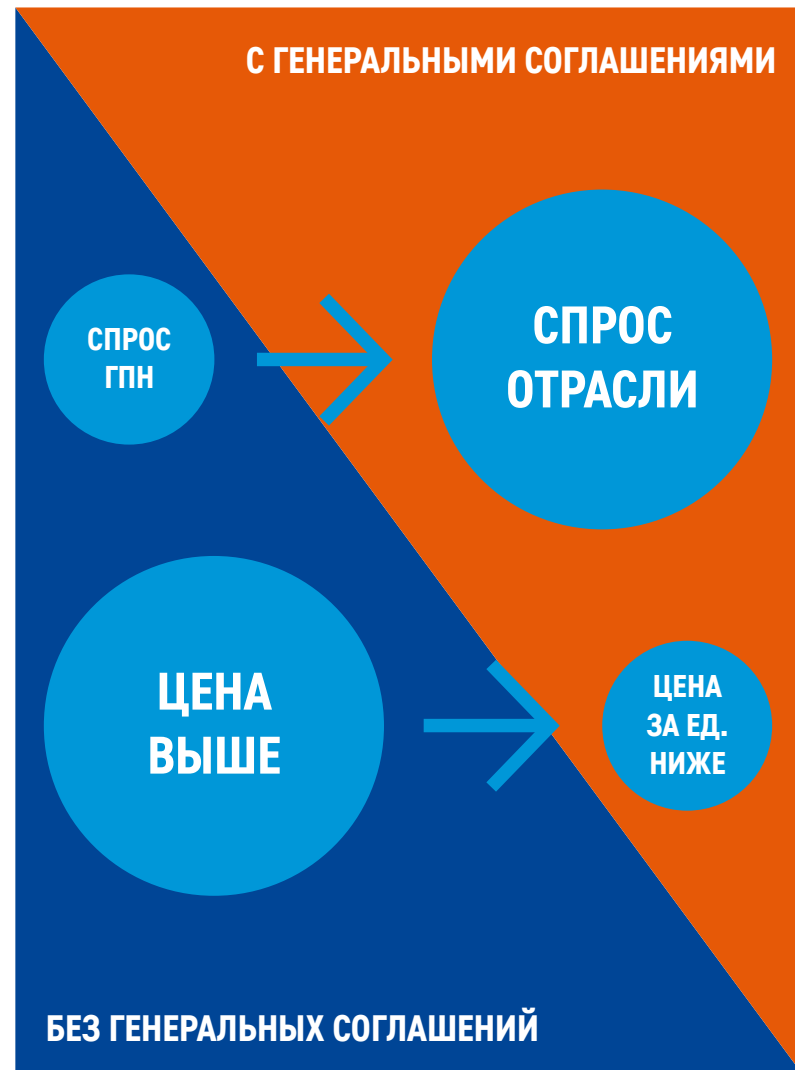 С ГЕНЕРАЛЬНЫМИ СОГЛАШЕНИЯМИ
СПРОС
ГПН
СПРОС
ОТРАСЛИ
ЦЕНА
ВЫШЕ
ЦЕНА
ЗА ЕД.
НИЖЕ
БЕЗ ГЕНЕРАЛЬНЫХ СОГЛАШЕНИЙ